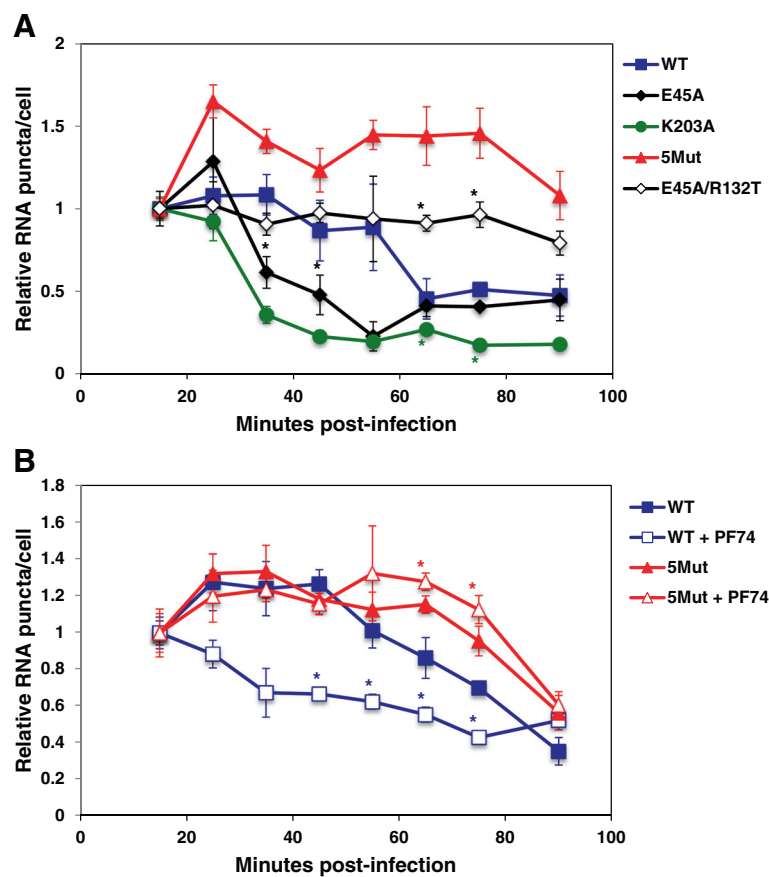 A
2
1.5
1
0.5
0
0
20
40
60
80
100
Relative RNA puncta/cell
Minutes post-infection
WT
E45A
K203A
5Mut
E45A/R132T
*
*
*
*
*
*
B
1.8
1.6
1.4
1.2
1
0.8
0.6
0.4
0.2
0
0
20
40
60
80
100
Relative RNA puncta/cell
Minutes post-infection
WT
WT + PF74
5Mut
5Mut + PF74
*
*
*
*
*
*